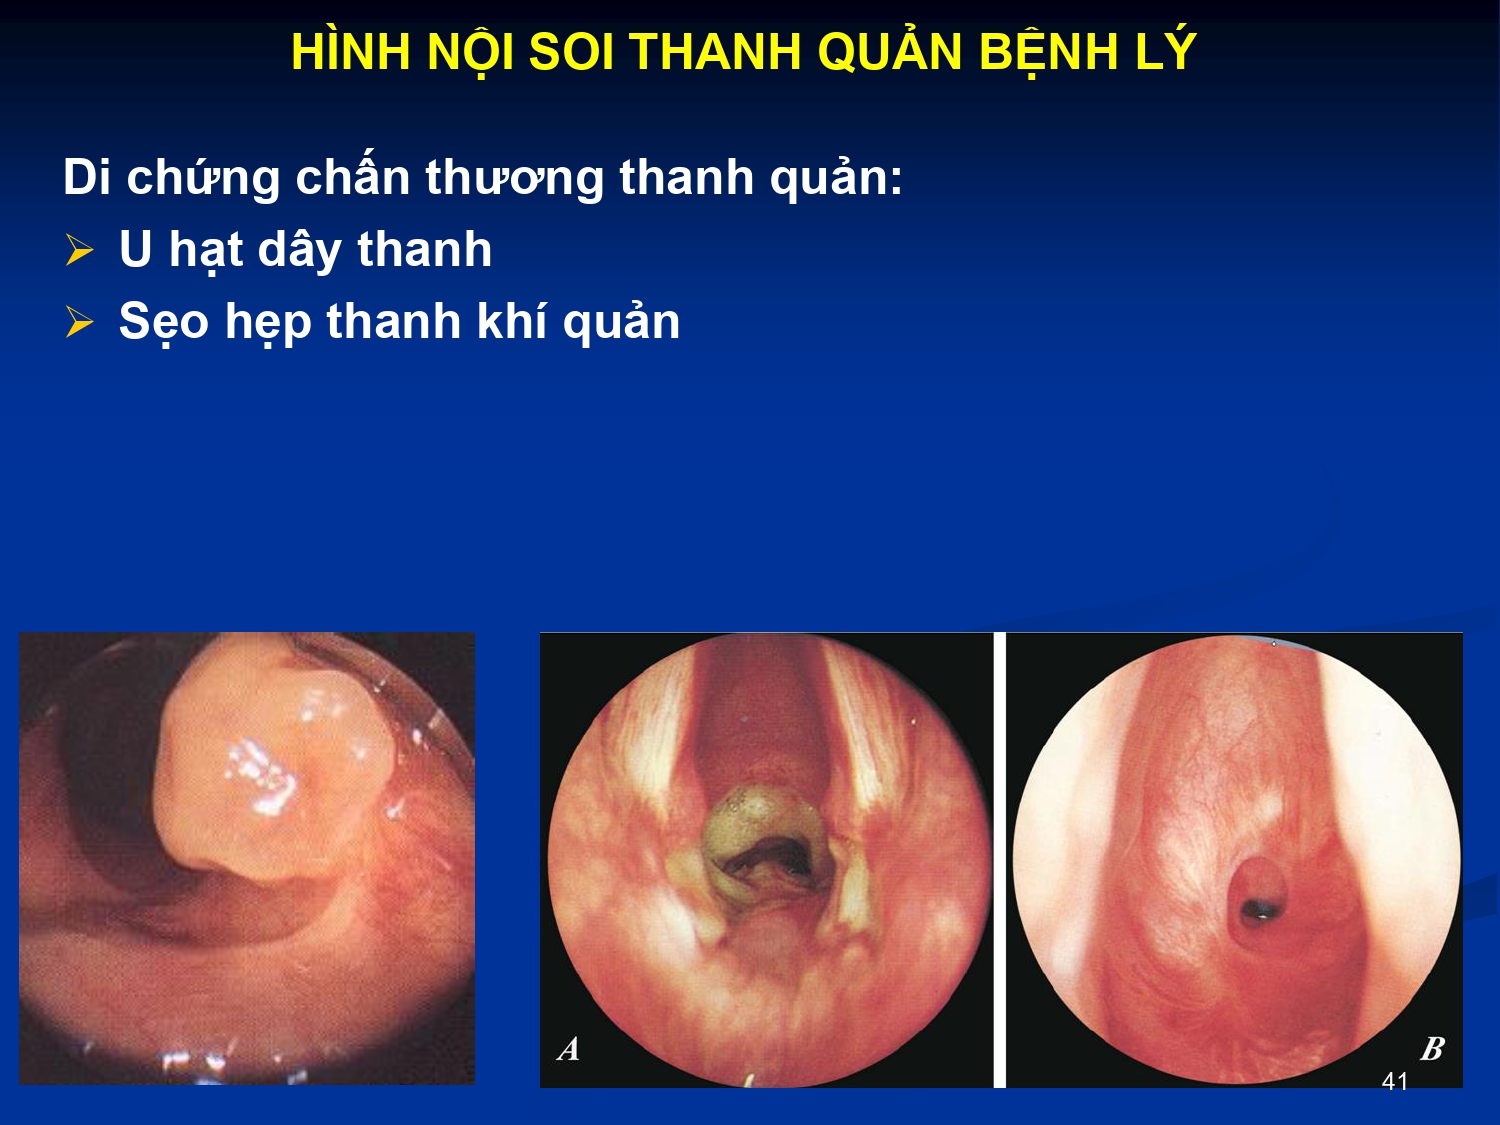 HÌNH NỘI SOI THANH QUẢN BỆNH LÝ
Di chứng chấn thương thanh quản:
U hạt dây thanh
Sẹo hẹp thanh khí quản
A
B
41